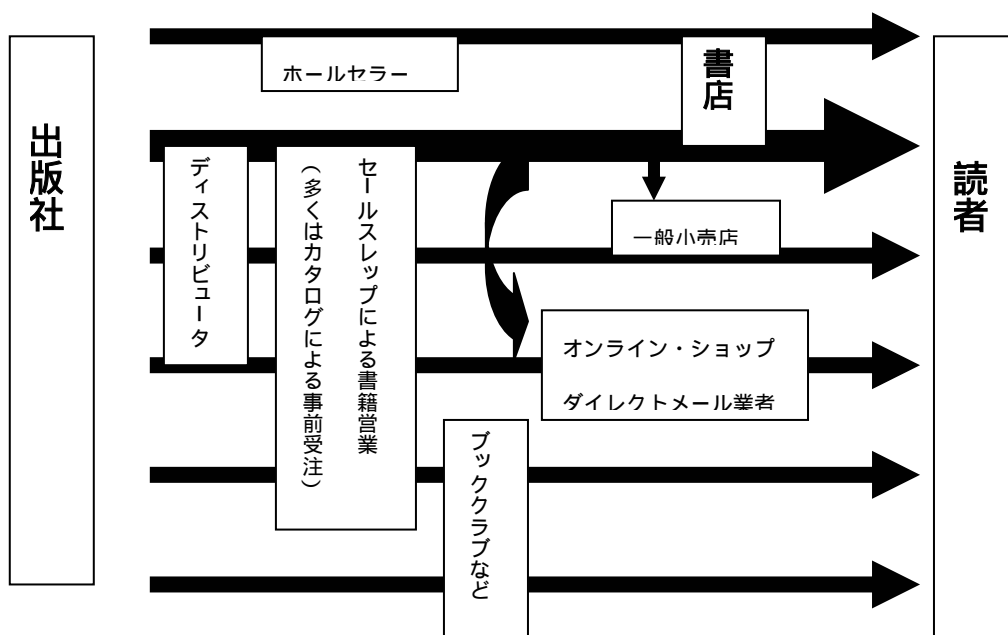 出版社
ホールセラー
書店
ディストリビュータ
セールスレップによる書籍営業
(多くはカタログによる事前受注)
一般小売店
オンライン・ショップ
ダイレクトメール業者
ブッククラブなど
読者